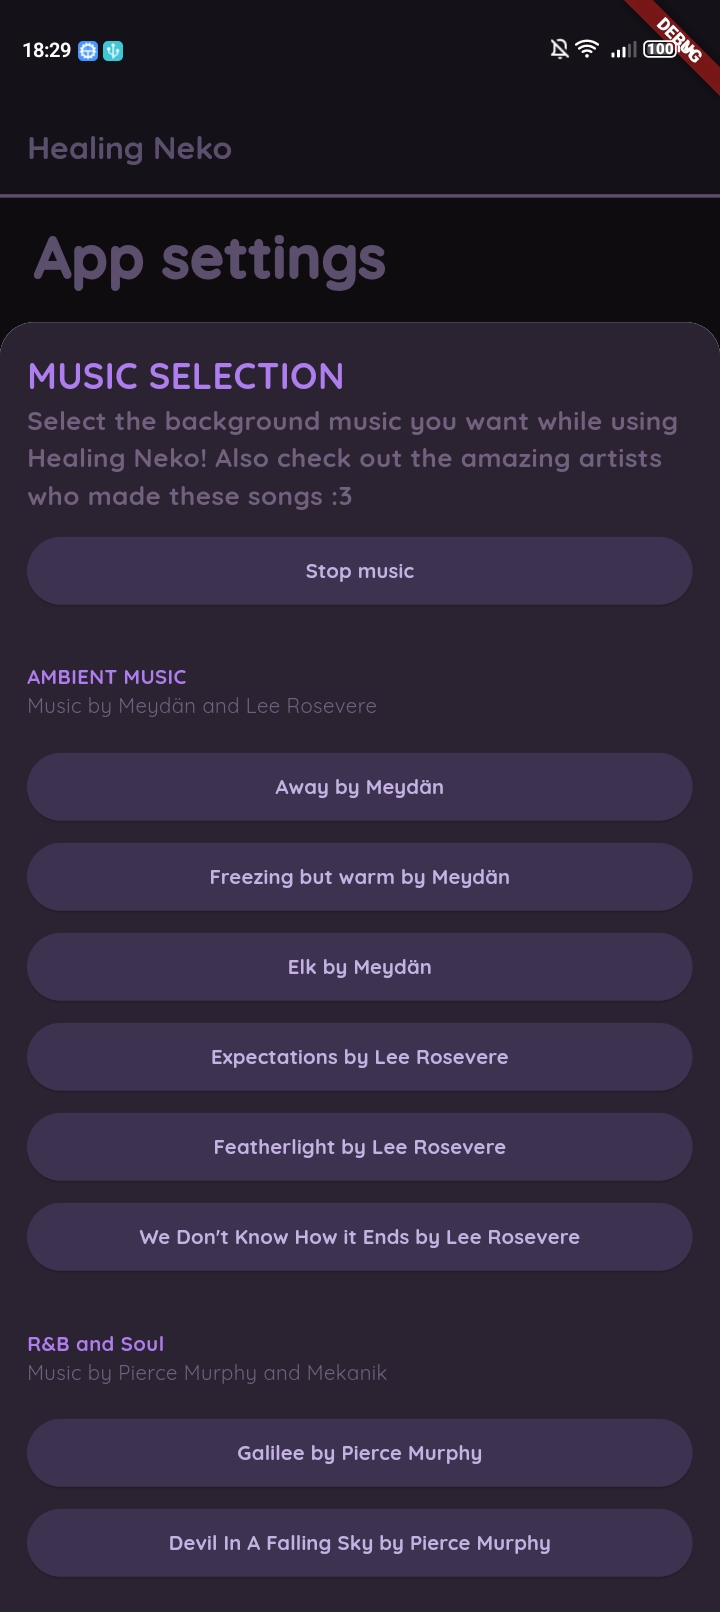 18:29
100
DEBUG
Healing Neko
App settings
MUSIC SELECTION
Select the background music you want while using
Healing Neko! Also check out the amazing artists
who made these songs :3
Stop music
AMBIENT MUSIC
Music by Meydän and Lee Rosevere
Away by Meydän
Freezing but warm by Meydän
Elk by Meydän
Expectations by Lee Rosevere
Featherlight by Lee Rosevere
We Don't Know How it Ends by Lee Rosevere
R&B and Soul
Music by Pierce Murphy and Mekanik
Galilee by Pierce Murphy
Devil In A Falling Sky by Pierce Murphy